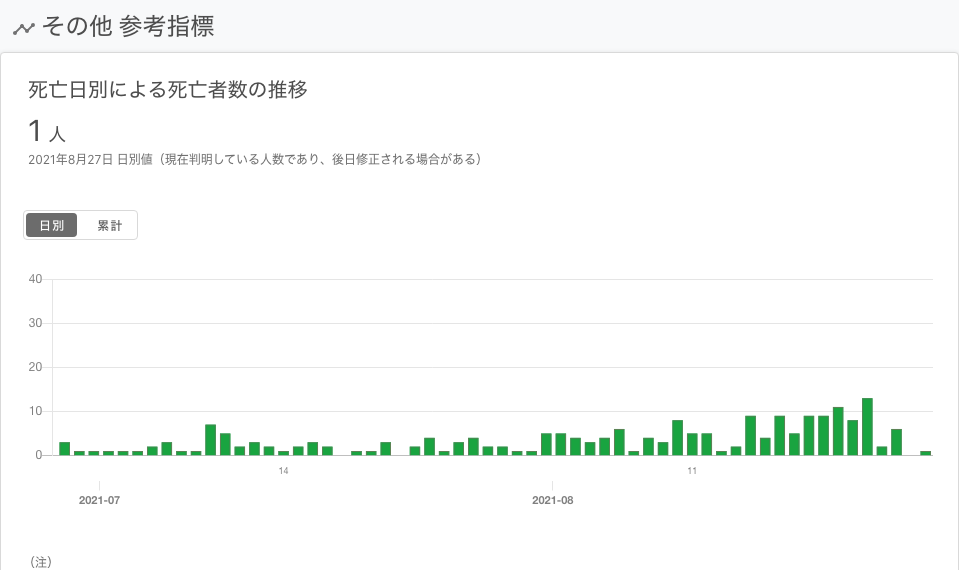 その他 参考指標
死亡日別による死亡者数の推移
1 人
2021年8月27日 日別値（現在判明している人数であり、後日修正される場合がある）
日別 累計
40
30
20
10
0
14 11
2021-07 2021-08
（注）